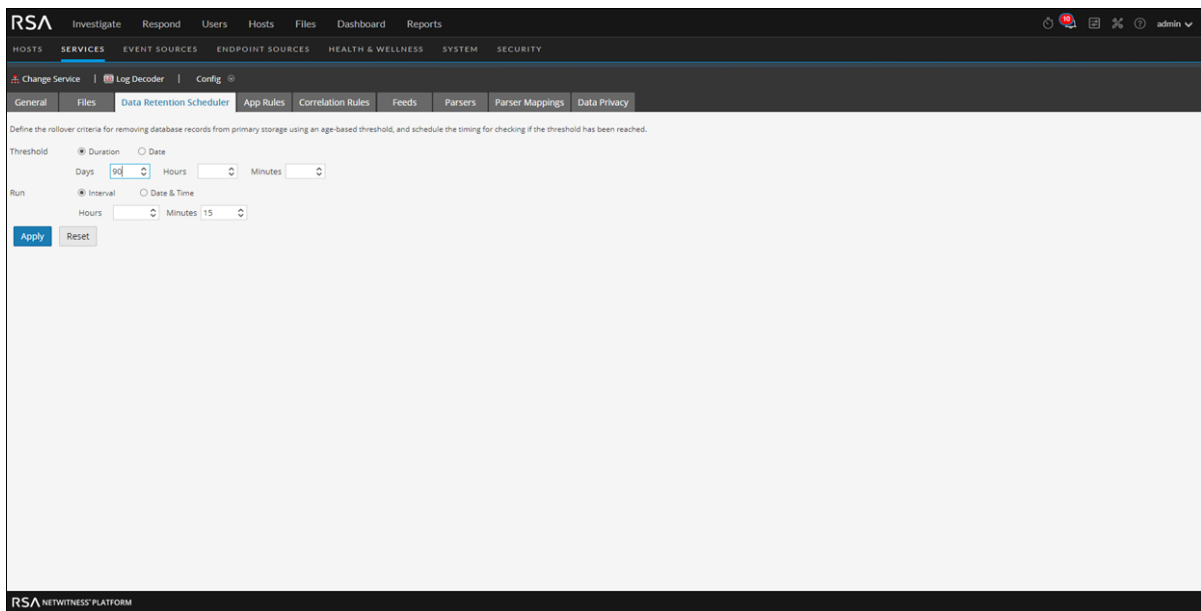 RSA Investigate Respond Users Hosts Files Dashboard Reports 10 admin
HOSTS SERVICES EVENT SOURCES ENDPOINT SOURCES HEALTH & WELLNESS SYSTEM SECURITY
Change Service | Log Decoder | Config
General Files Data Retention Scheduler App Rules Correlation Rules Feeds Parsers Parser Mappings Data Privacy
Define the rollover criteria for removing database records from primary storage using an age-based threshold, and schedule the timing for checking if the threshold has been reached.
Threshold Duration Date
Days 90 Hours Minutes
Run Interval Date & Time
Hours Minutes 15
Apply Reset
RSA NETWITNESS® PLATFORM